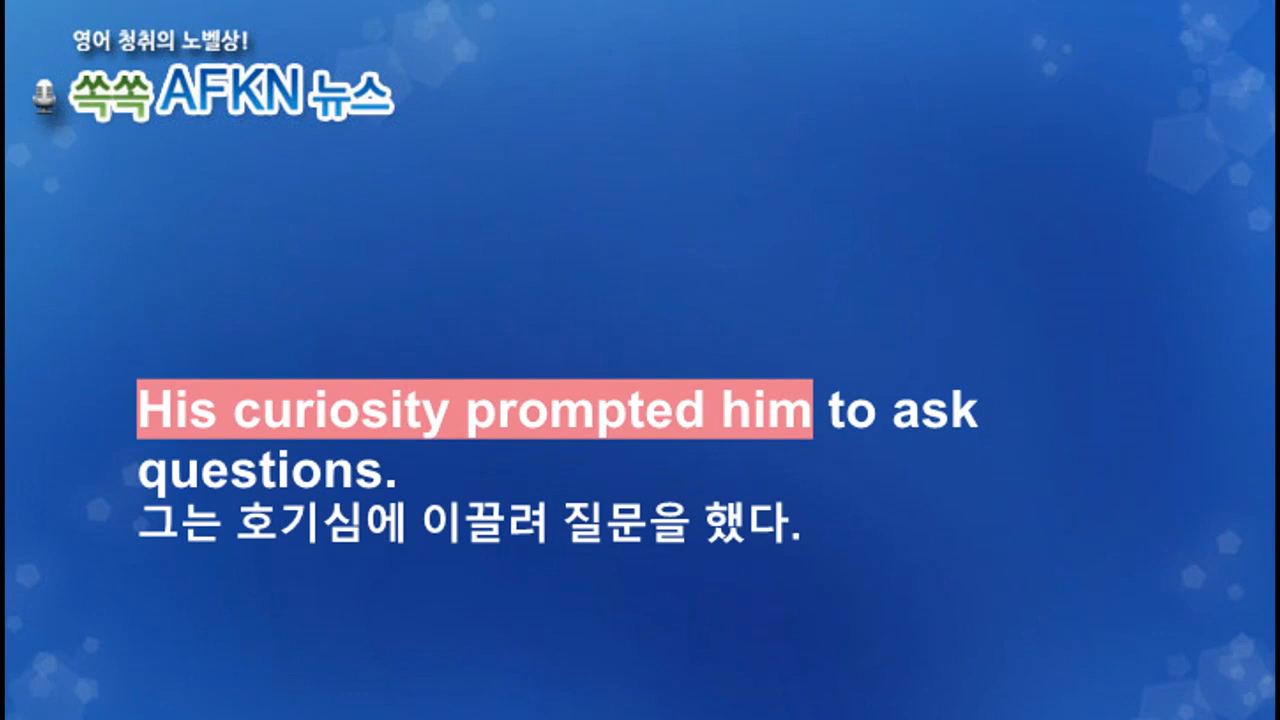 영어 청취의 노벨상!
쏙쏙 AFKN 뉴스
His curiosity prompted him to ask
questions.
그는 호기심에 이끌려 질문을 했다.